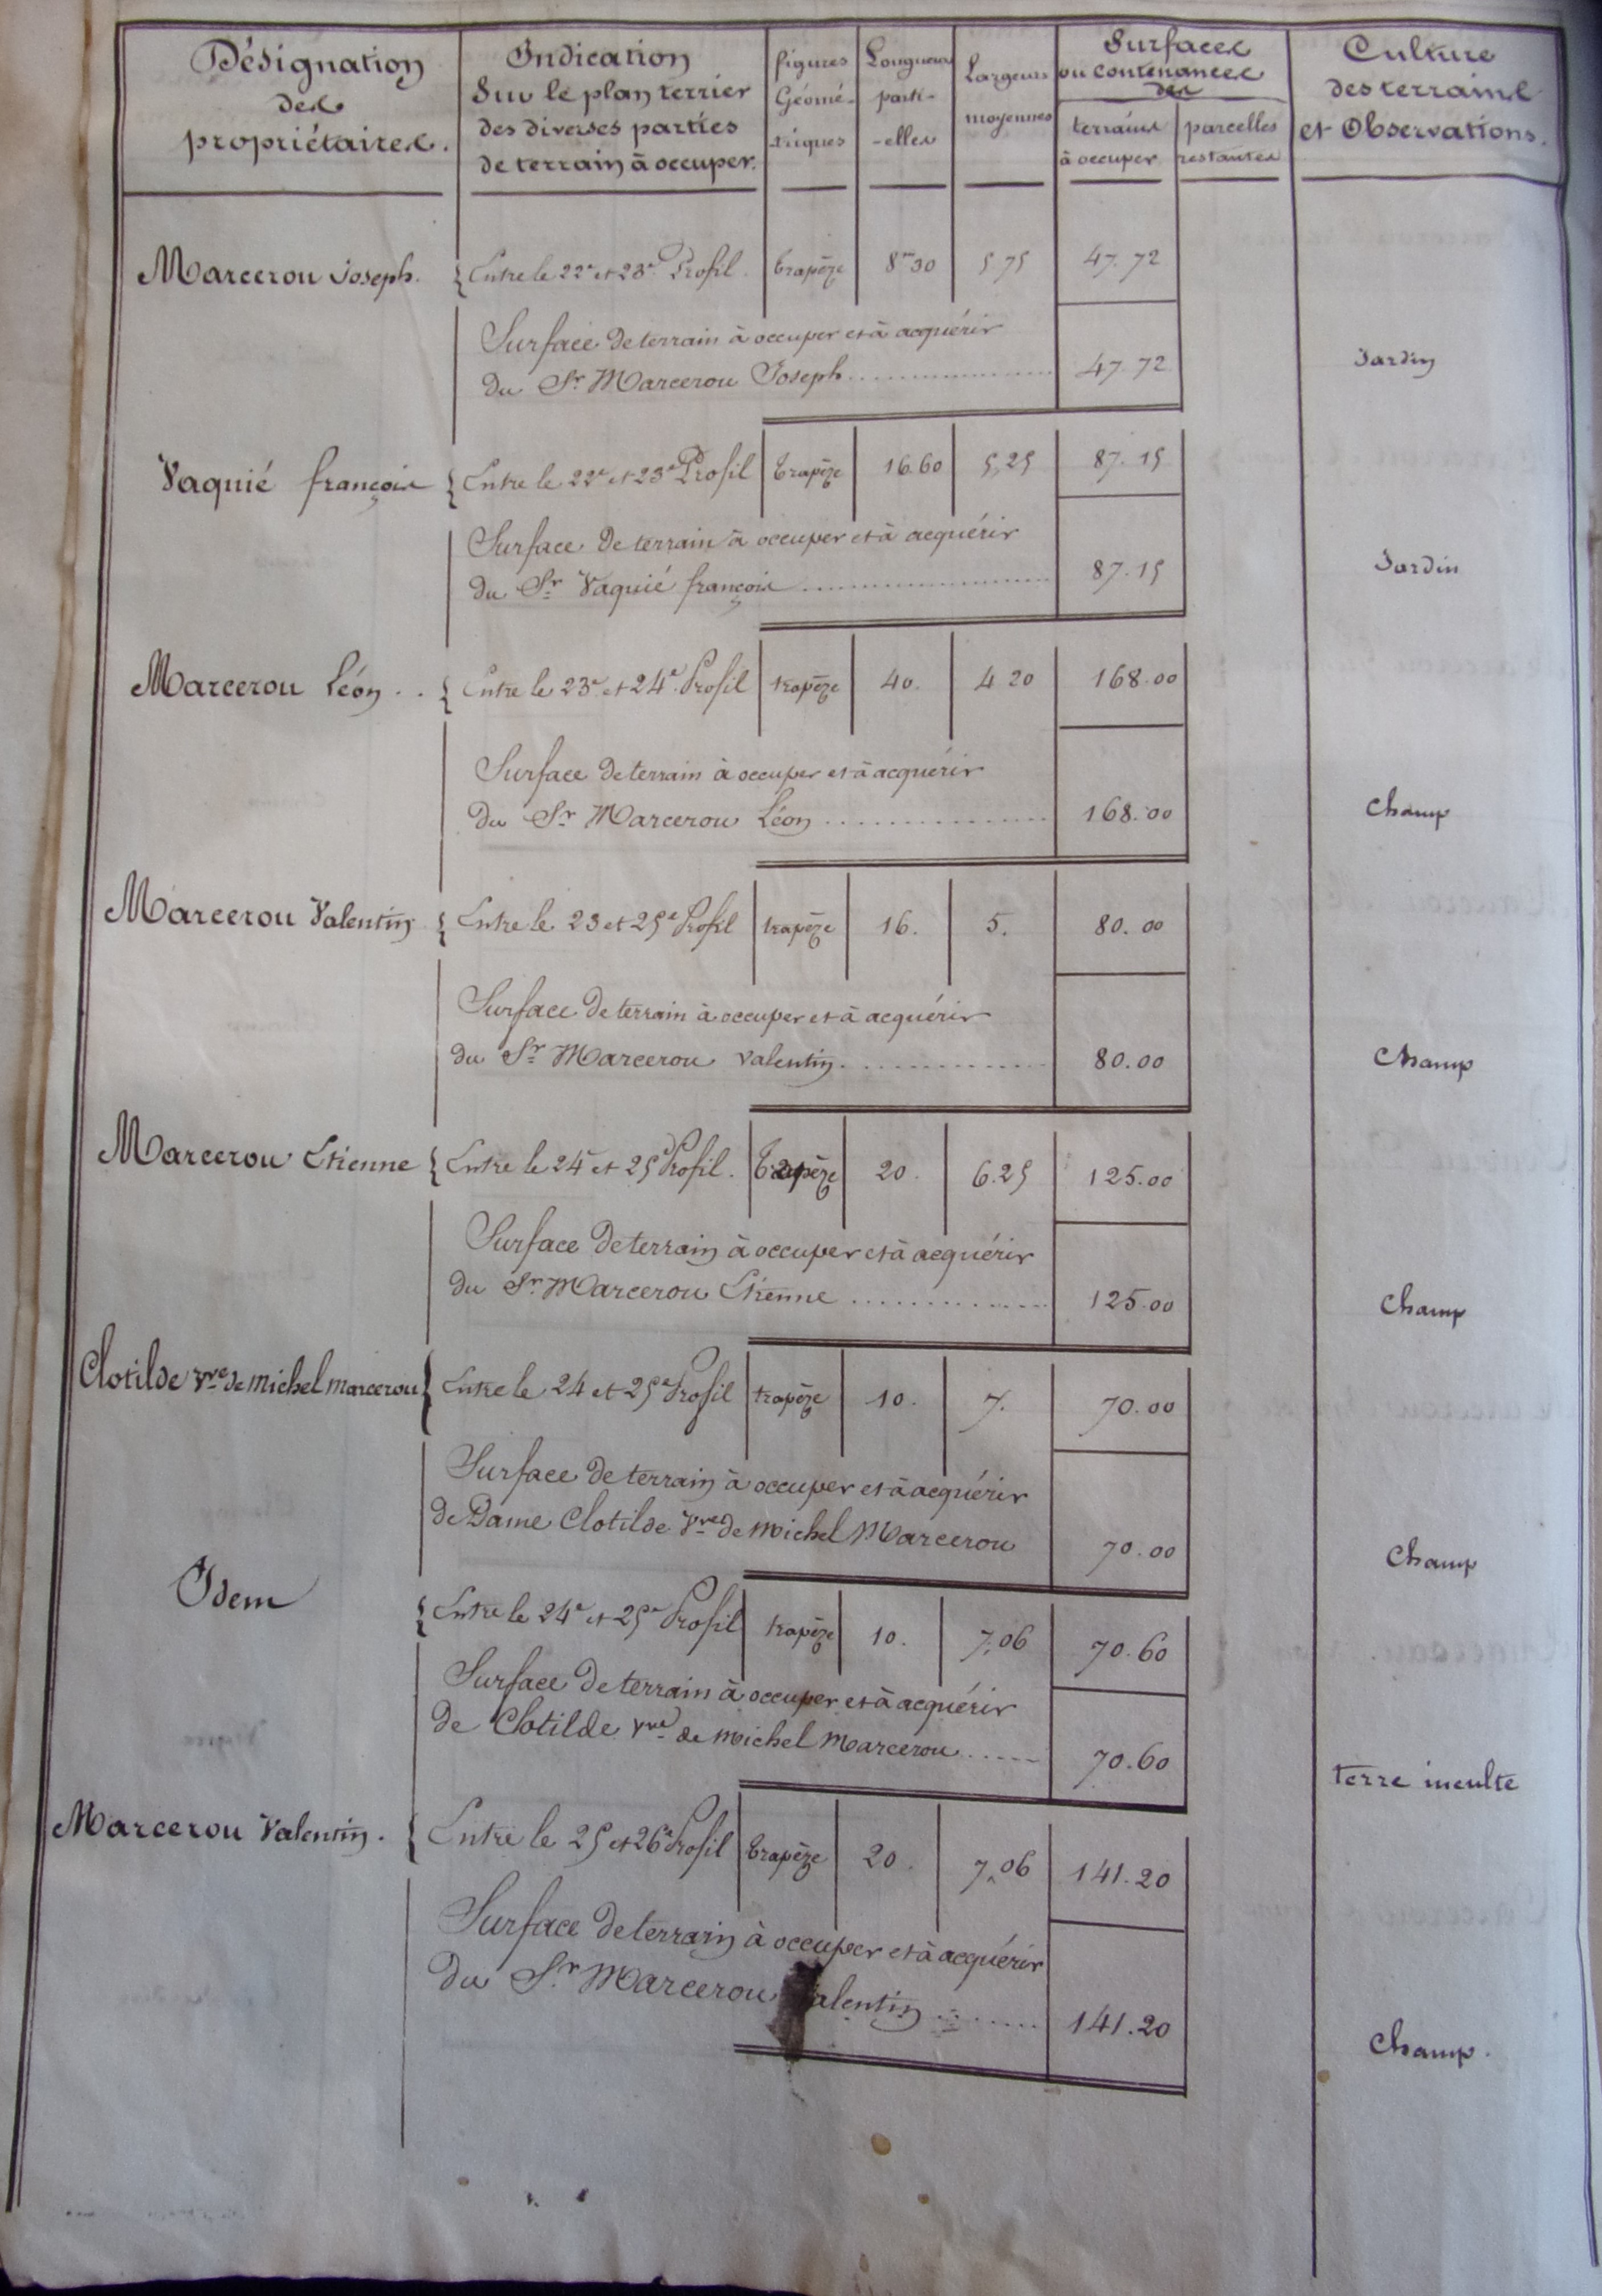 Désignation
des
propriétaires.
Indication
Sur le plan terrier
des diverses parties
de terrain à occuper.
figures
Géomé-
-triques
Longueurs
parti-
-elles
Largeurs
moyennes
Surfaces
ou contenances
des
terrains
à occuper
parcelles
restantes
Culture
des terrains
et Observations.
Marcerou Joseph. { Entre le 22e et 23e Profil. trapèze 8m30 5 75 47.72
Surface de terrain à occuper et à acquérir
du Sr Marcerou Joseph .......... 47.72 Jardin
Vaquié françois { Entre le 22e et 23e Profil trapèze 16.60 5,25 87.15
Surface de terrain à occuper et à acquérir
du Sr Vaquié françois .......... 87.15 Jardin
Marcerou Léón .. { Entre le 23e et 24e Profil trapèze 40. 4 20 168.00
Surface de terrain à occuper et à acquérir
du Sr Marcerou Léon .......... 168.00 Champ
Marcerou Valentin { Entre le 23 et 25e Profil trapèze 16. 5. 80.00
Surface de terrain à occuper et à acquérir
du Sr Marcerou Valentin .......... 80.00 Champ
Marcerou Etienne { Entre le 24e et 25e Profil. trapèze 20. 6.25 125.00
Surface de terrain à occuper et à acquérir
du Sr Marcerou Etienne .......... 125.00 Champ
Clotilde Vve de Michel Marcerou { Entre le 24 et 25e Profil trapèze 10. 7. 70.00
Surface de terrain à occuper et à acquérir
de Dame Clotilde Vve de Michel Marcerou 70.00 Champ
Idem { Entre le 24e et 25e Profil trapèze 10. 7,06 70.60
Surface de terrain à occuper et à acquérir
de Clotilde Vve de Michel Marcerou ..... 70.60 terre inculte
Marcerou Valentin. { Entre le 25 et 26e Profil trapèze 20. 7,06 141.20
Surface de terrain à occuper et à acquérir
du Sr Marcerou Valentin .......... 141.20 Champ.